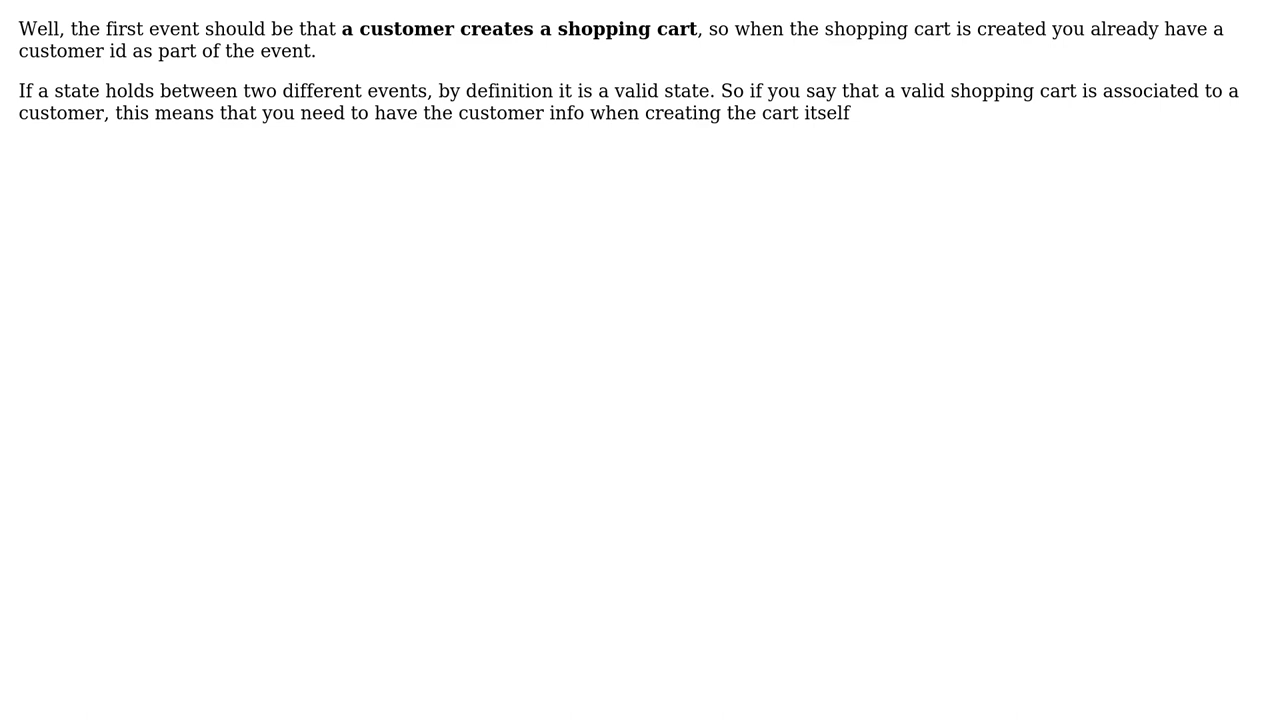 Well, the first event should be that a customer creates a shopping cart, so when the shopping cart is created you already have a
customer id as part of the event.
If a state holds between two different events, by definition it is a valid state. So if you say that a valid shopping cart is associated to a
customer, this means that you need to have the customer info when creating the cart itself